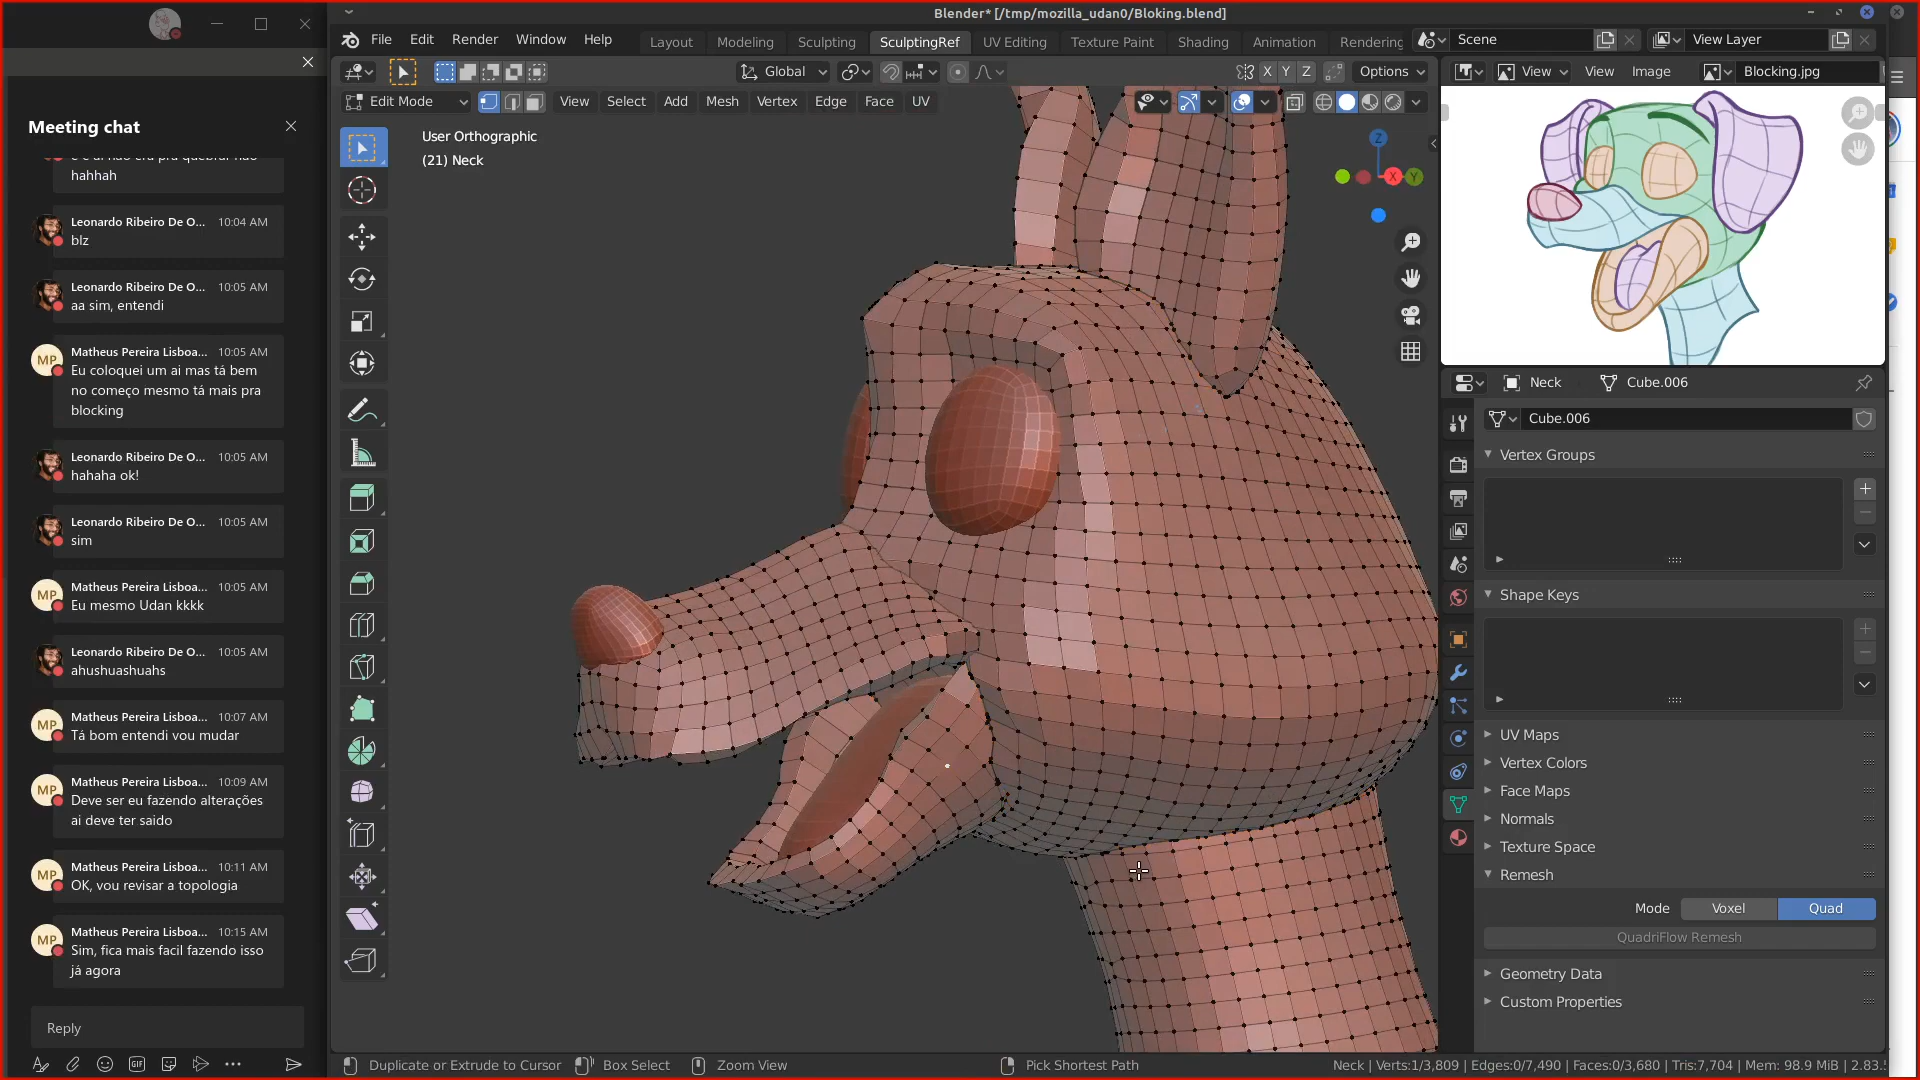 Blender* [/tmp/mozilla_udan0/Bloking.blend]
File Edit Render Window Help
Layout Modeling Sculpting SculptingRef UV Editing Texture Paint Shading Animation Rendering
Scene
View Layer
Global
X Y Z
Options
View View Image Blocking.jpg
Edit Mode
View Select Add Mesh Vertex Edge Face UV
User Orthographic
(21) Neck
Z
X
Y
Meeting chat
hahhah
Leonardo Ribeiro De O... 10:04 AM
blz
Leonardo Ribeiro De O... 10:05 AM
aa sim, entendi
MP
Matheus Pereira Lisboa... 10:05 AM
Eu coloquei um ai mas tá bem
no começo mesmo tá mais pra
blocking
Leonardo Ribeiro De O... 10:05 AM
hahaha ok!
Leonardo Ribeiro De O... 10:05 AM
sim
MP
Matheus Pereira Lisboa... 10:05 AM
Eu mesmo Udan kkkk
Leonardo Ribeiro De O... 10:05 AM
ahushuashuahs
MP
Matheus Pereira Lisboa... 10:07 AM
Tá bom entendi vou mudar
MP
Matheus Pereira Lisboa... 10:09 AM
Deve ser eu fazendo alterações
ai deve ter saido
MP
Matheus Pereira Lisboa... 10:11 AM
OK, vou revisar a topologia
MP
Matheus Pereira Lisboa... 10:15 AM
Sim, fica mais facil fazendo isso
já agora
Reply
GIF
Neck Cube.006
Cube.006
Vertex Groups
Shape Keys
UV Maps
Vertex Colors
Face Maps
Normals
Texture Space
Remesh
Mode Voxel Quad
QuadriFlow Remesh
Geometry Data
Custom Properties
Duplicate or Extrude to Cursor Box Select Zoom View Pick Shortest Path
Neck | Verts:1/3,809 | Edges:0/7,490 | Faces:0/3,680 | Tris:7,704 | Mem: 98.9 MiB | 2.83.